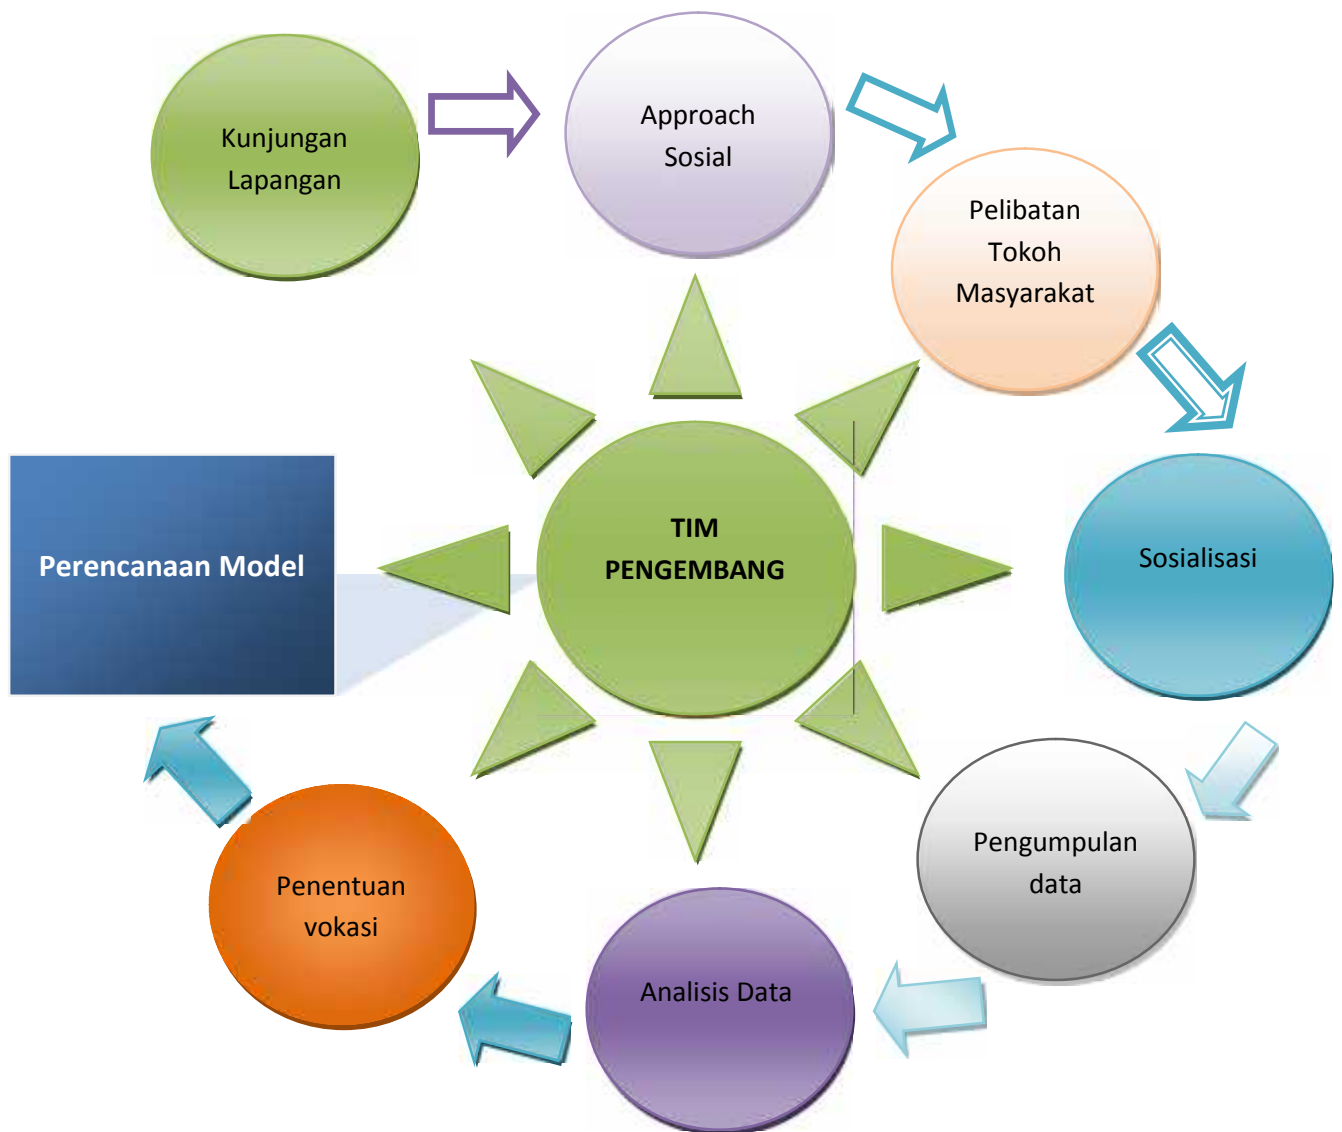 Kunjungan
Lapangan
Approach
Sosial
Pelibatan
Tokoh
Masyarakat
Sosialisasi
Pengumpulan
data
Analisis Data
Penentuan
vokasi
Perencanaan Model
TIM
PENGEMBANG